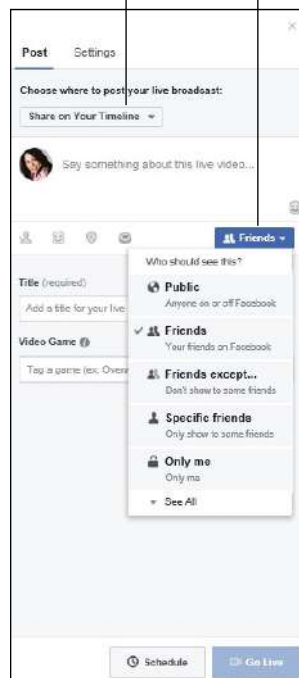 Post Settings
Choose where to post your live broadcast:
Share on Your Timeline
Say something about this live video...
Friends
Who should see this?
Public
Anyone on or off Facebook
Title (required)
Add a title for your live
Friends
Your friends on Facebook
Video Game
Friends except...
Don't show to some friends
Tag a game (ex: Overw
Specific friends
Only show to some friends
Only me
Only me
See All
Schedule Go Live